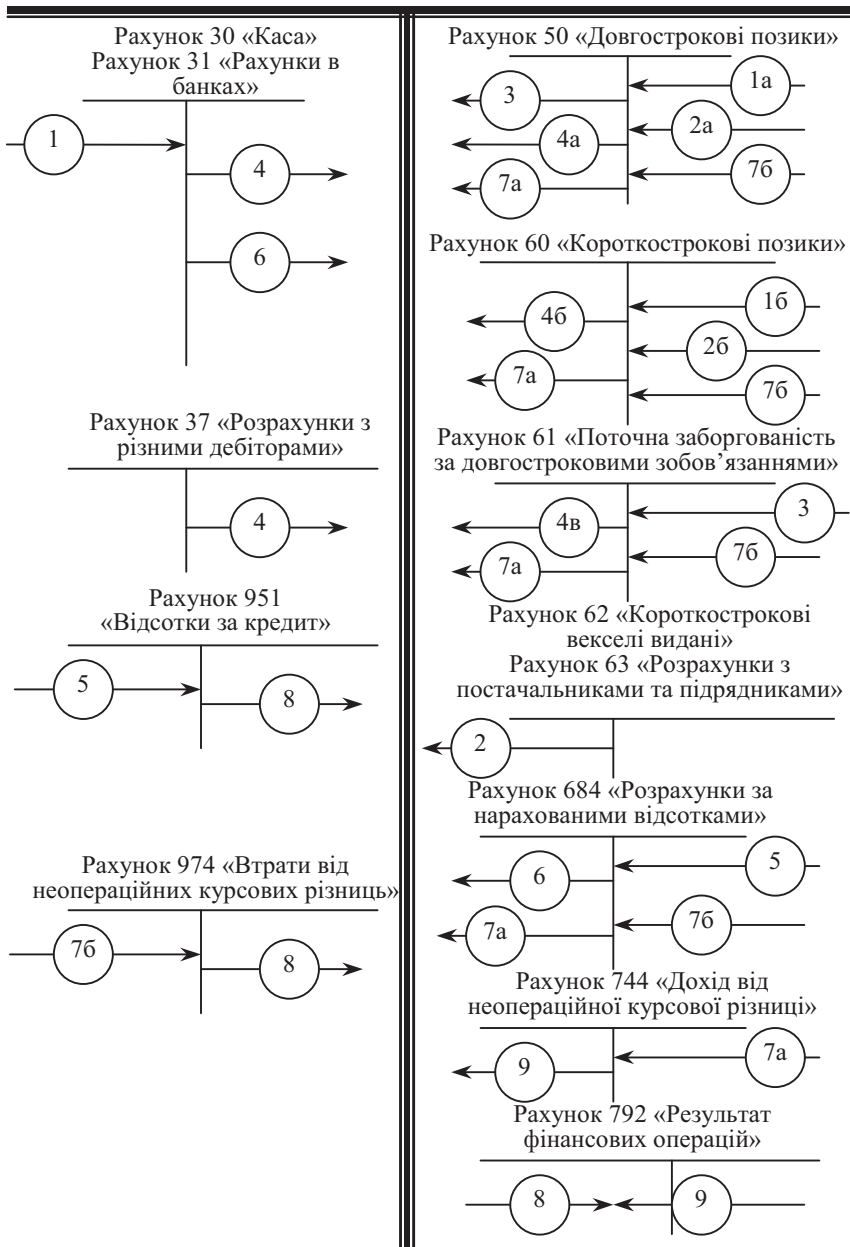 Рахунок 30 «Каса»
Рахунок 31 «Рахунки в
банках»
1
4
6
Рахунок 37 «Розрахунки з
різними дебіторами»
4
Рахунок 951
«Відсотки за кредит»
5
8
Рахунок 974 «Втрати від
неопераційних курсових різниць»
7б
8
Рахунок 50 «Довгострокові позики»
1а
3
2а
4а
7б
7а
Рахунок 60 «Короткострокові позики»
1б
4б
2б
7а
7б
Рахунок 61 «Поточна заборгованість
за довгостроковими зобов’язаннями»
3
4в
7б
7а
Рахунок 62 «Короткострокові
векселі видані»
Рахунок 63 «Розрахунки з
постачальниками та підрядниками»
2
Рахунок 684 «Розрахунки за
нарахованими відсотками»
5
6
7б
7а
Рахунок 744 «Дохід від
неопераційної курсової різниці»
7а
9
Рахунок 792 «Результат
фінансових операцій»
8
9